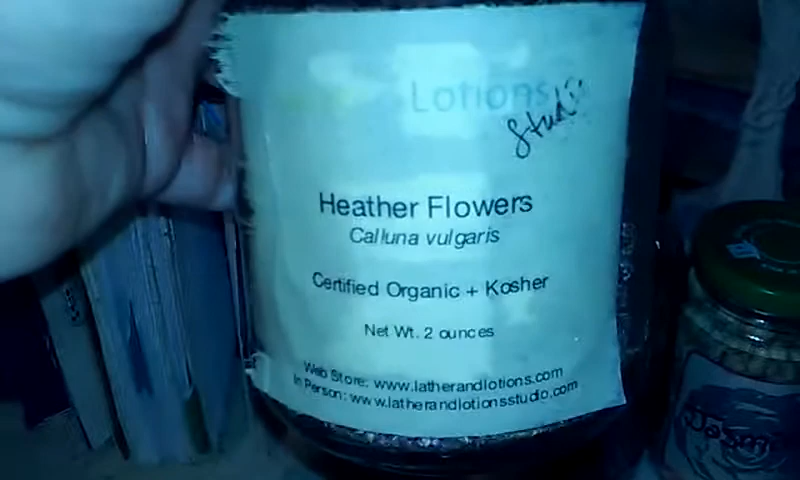 Lotions
Studio
Heather Flowers
Calluna vulgaris
Certified Organic + Kosher
Net Wt. 2 ounces
Web Store: www.latherandlotions.com
In Person: www.latherandlotionsstudio.com